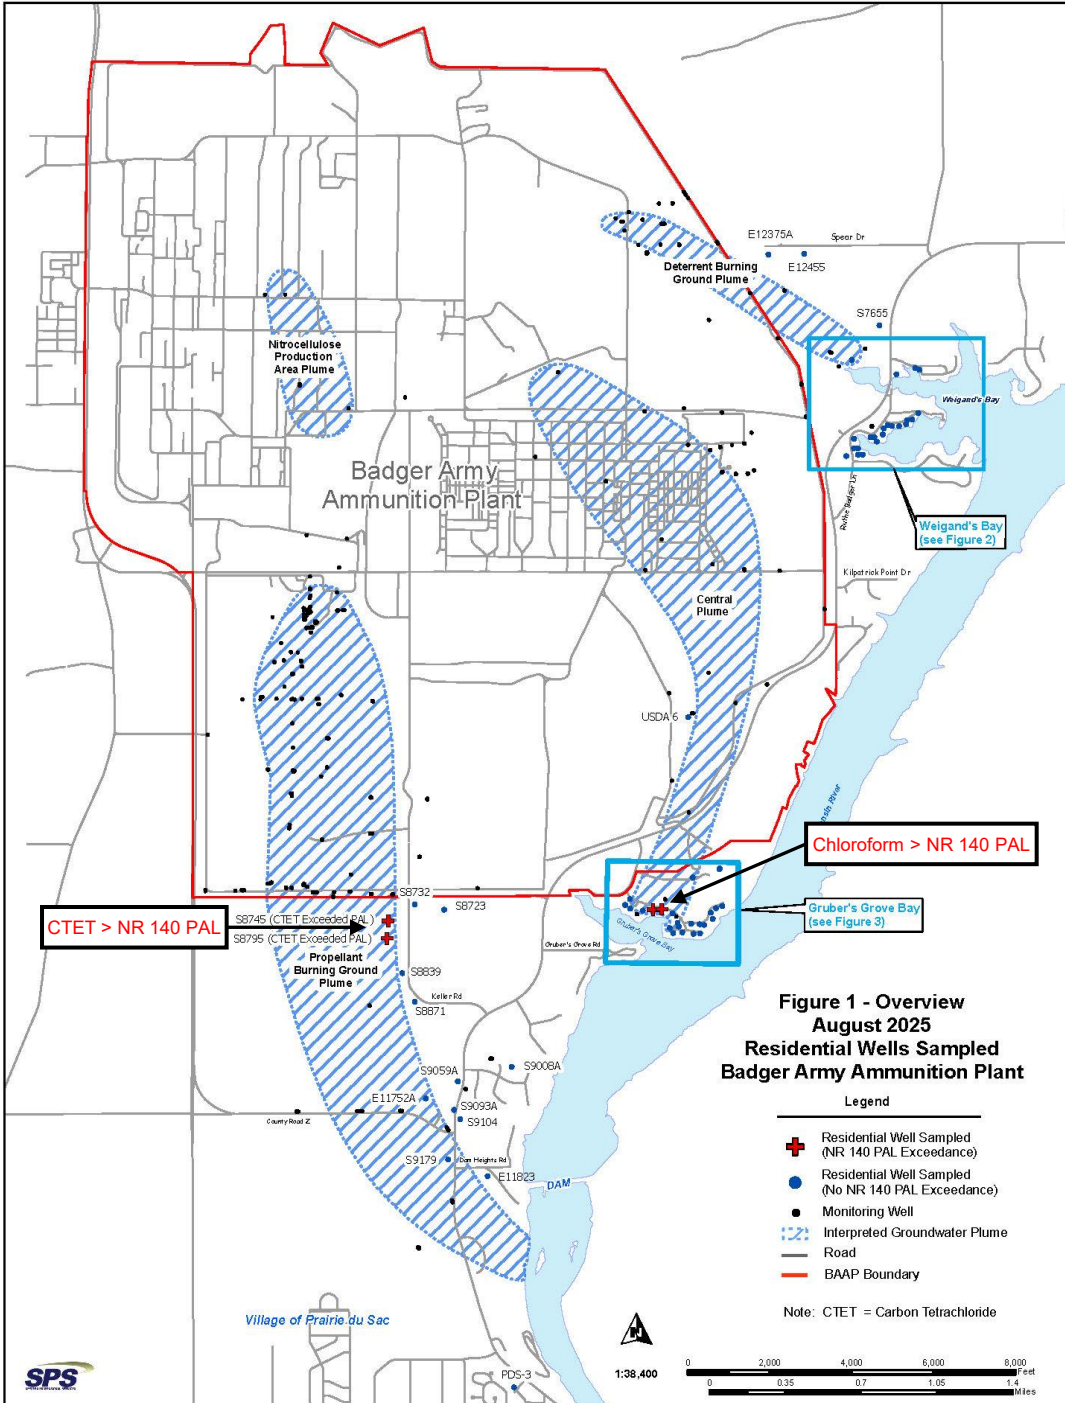 E12375A
Spear Dr
E12455
Deterrent Burning
Ground Plume
S7655
Nitrocellulose
Production
Area Plume
Weigand's Bay
Badger Army
Ammunition Plant
Weigand's Bay
(see Figure 2)
Kilpatrick Point Dr
Central
Plume
USDA 6
River
Chloroform > NR 140 PAL
S8732
S8723
CTET > NR 140 PAL
S8745 (CTET Exceeded PAL)
S8795 (CTET Exceeded PAL)
Gruber's Grove Bay
(see Figure 3)
Gruber's Grove Bay
Gruber's Grove Rd
Propellant
Burning Ground
Plume
S8839
Keller Rd
S8871
Figure 1 - Overview
August 2025
Residential Wells Sampled
Badger Army Ammunition Plant
S9008A
S9059A
E11752A
S9093A
S9104
County Road Z
S9179
Dam Heights Rd
E11823
DAM
Legend
Residential Well Sampled
(NR 140 PAL Exceedance)
Residential Well Sampled
(No NR 140 PAL Exceedance)
Monitoring Well
Interpreted Groundwater Plume
Road
BAAP Boundary
Note: CTET = Carbon Tetrachloride
Village of Prairie du Sac
N
SPS
PDS-3
1:38,400
0 2,000 4,000 6,000 8,000
Feet
0 0.35 0.7 1.05 1.4
Miles